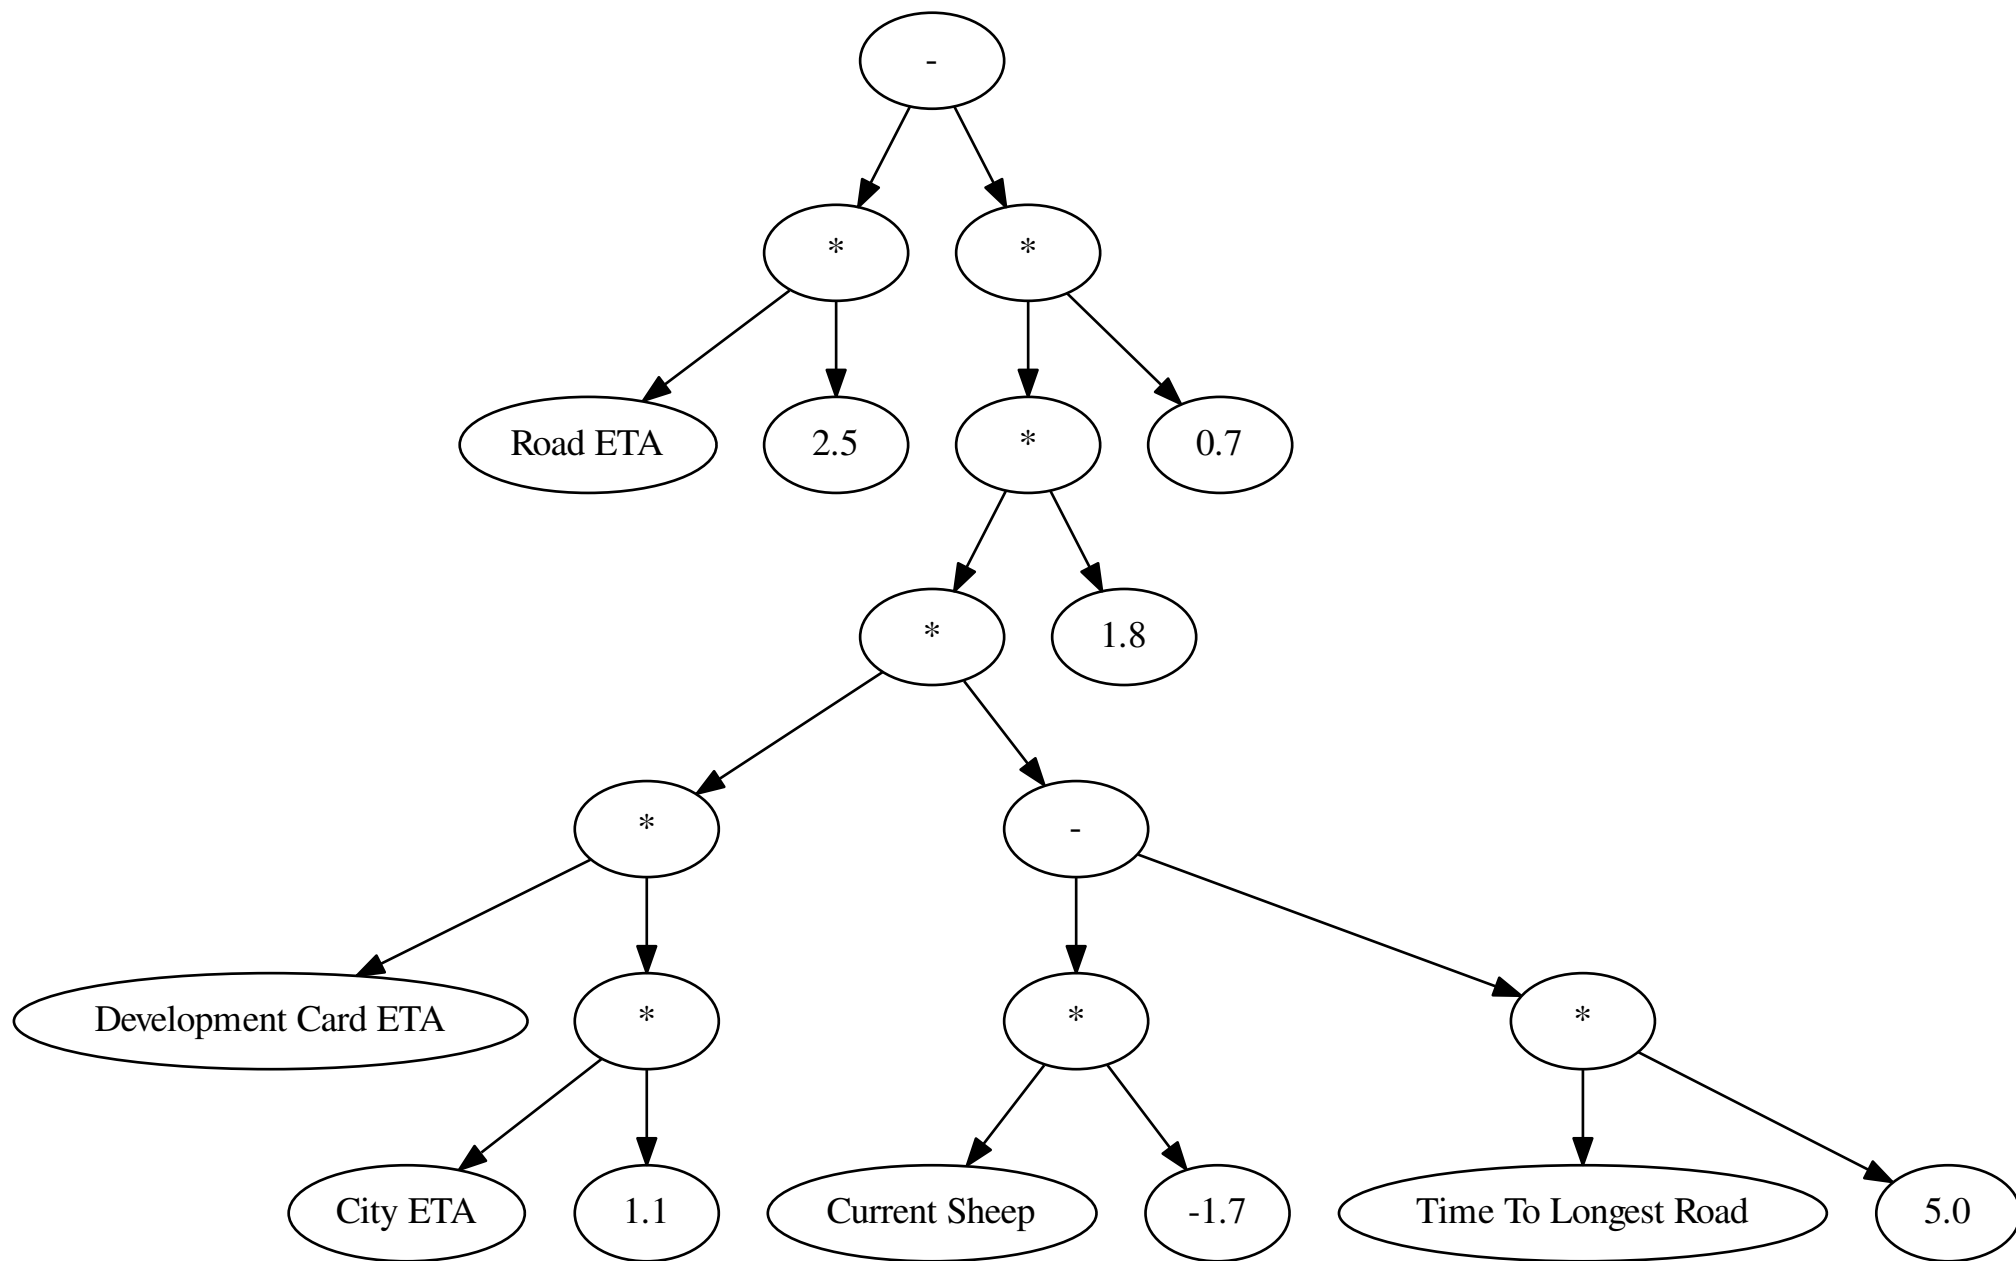 -
* *
Road ETA 2.5 * 0.7
* 1.8
* -
Development Card ETA * * *
City ETA 1.1 Current Sheep -1.7 Time To Longest Road 5.0